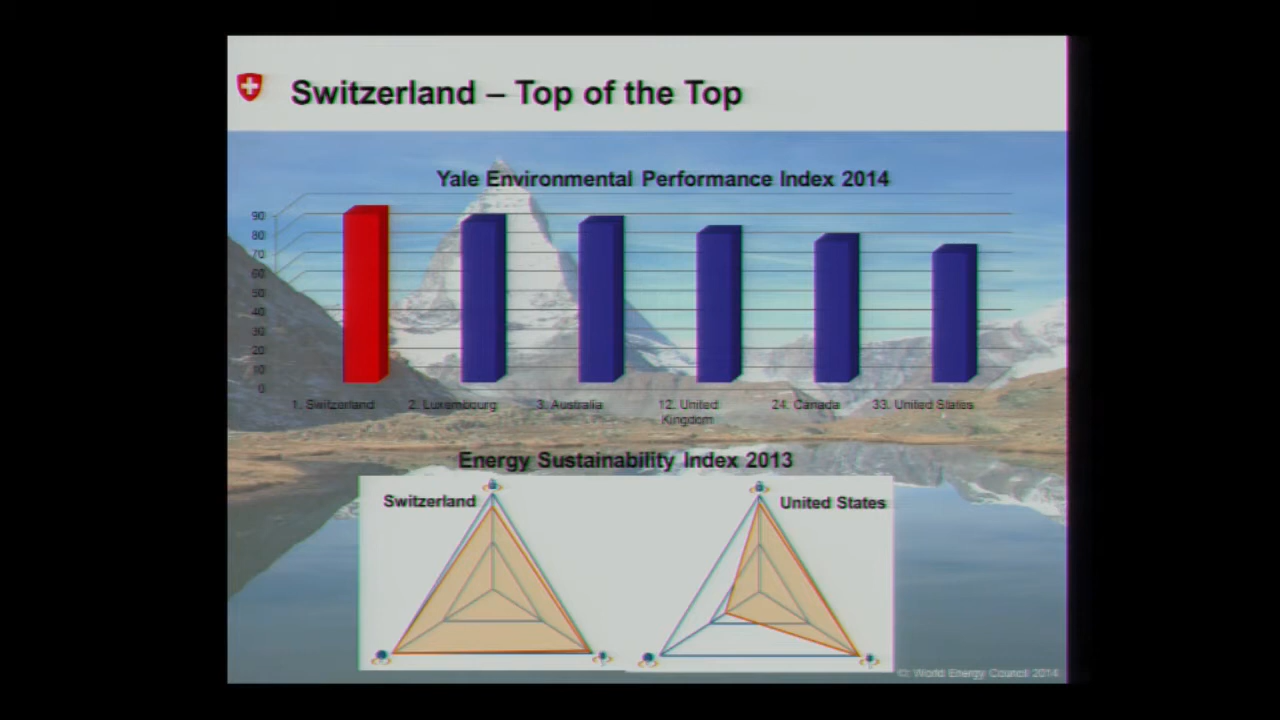 Switzerland – Top of the Top
Yale Environmental Performance Index 2014
90
80
70
60
50
40
30
20
10
0
1. Switzerland
2. Luxembourg
3. Australia
12. United
Kingdom
24. Canada
33. United States
Energy Sustainability Index 2013
Switzerland
United States
© World Energy Council 2014